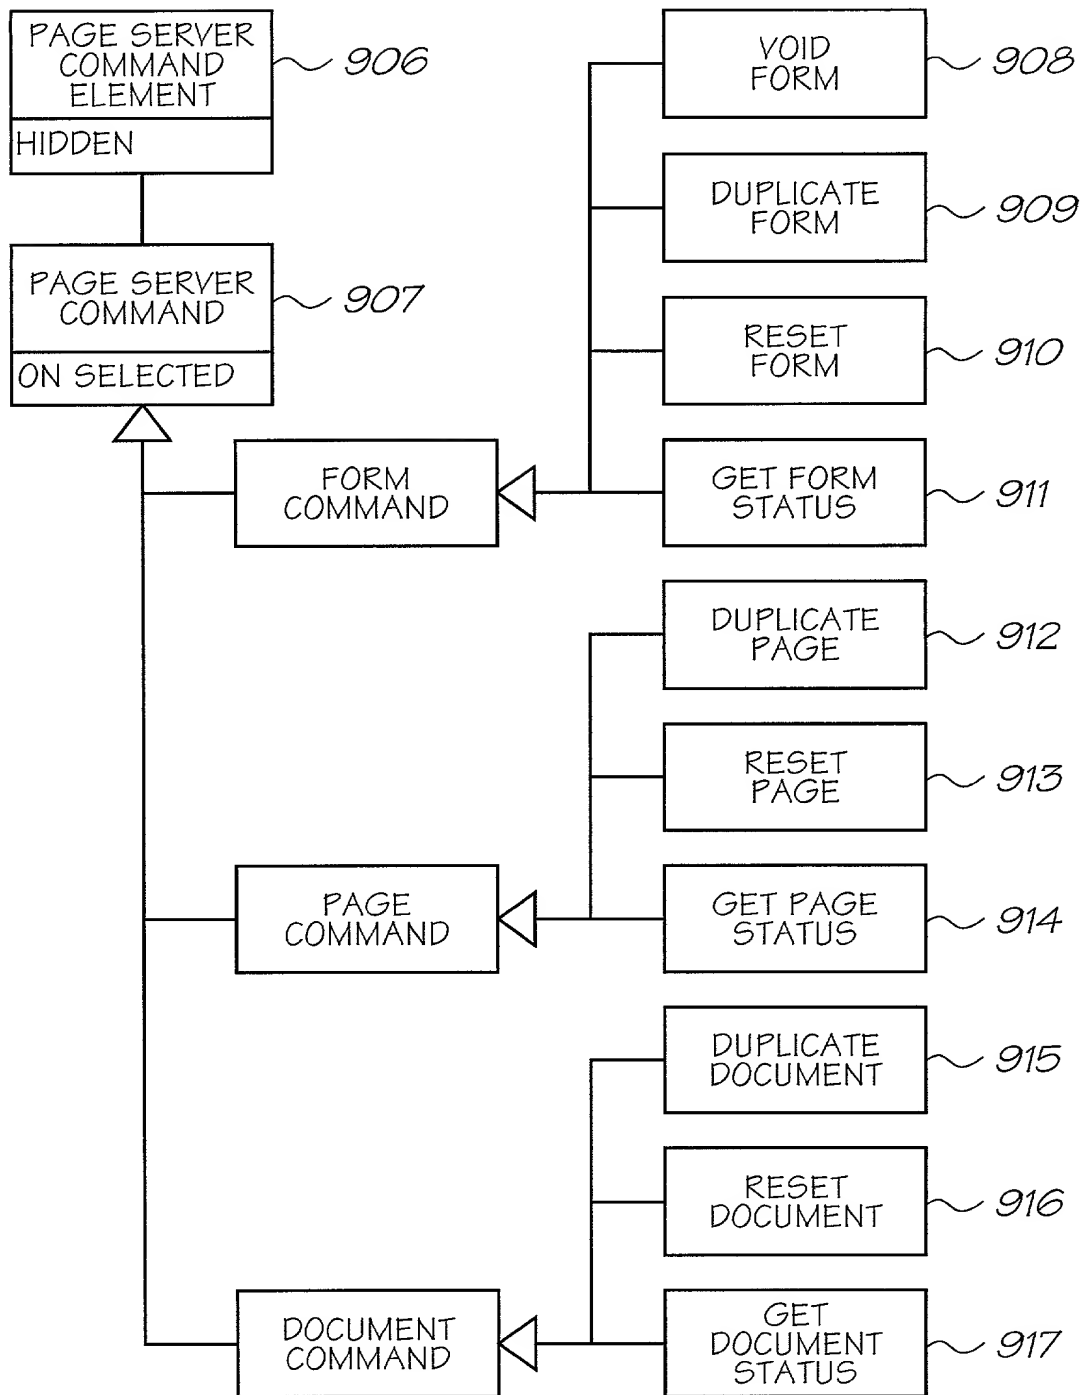 PAGE SERVER
COMMAND
ELEMENT
HIDDEN
906
PAGE SERVER
COMMAND
ON SELECTED
907
FORM
COMMAND
VOID
FORM
908
DUPLICATE
FORM
909
RESET
FORM
910
GET FORM
STATUS
911
PAGE
COMMAND
DUPLICATE
PAGE
912
RESET
PAGE
913
GET PAGE
STATUS
914
DOCUMENT
COMMAND
DUPLICATE
DOCUMENT
915
RESET
DOCUMENT
916
GET
DOCUMENT
STATUS
917